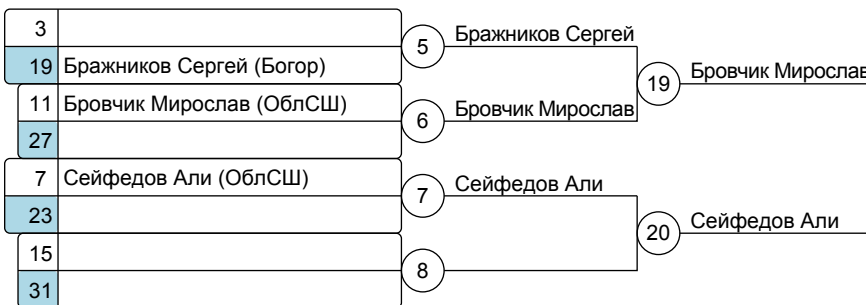 3
19 Бражников Сергей (Богор)
11 Бровчик Мирослав (ОблСШ)
27
7 Сейфедов Али (ОблСШ)
23
15
31
5 Бражников Сергей
6 Бровчик Мирослав
7 Сейфедов Али
8
19 Бровчик Мирослав
20 Сейфедов Али